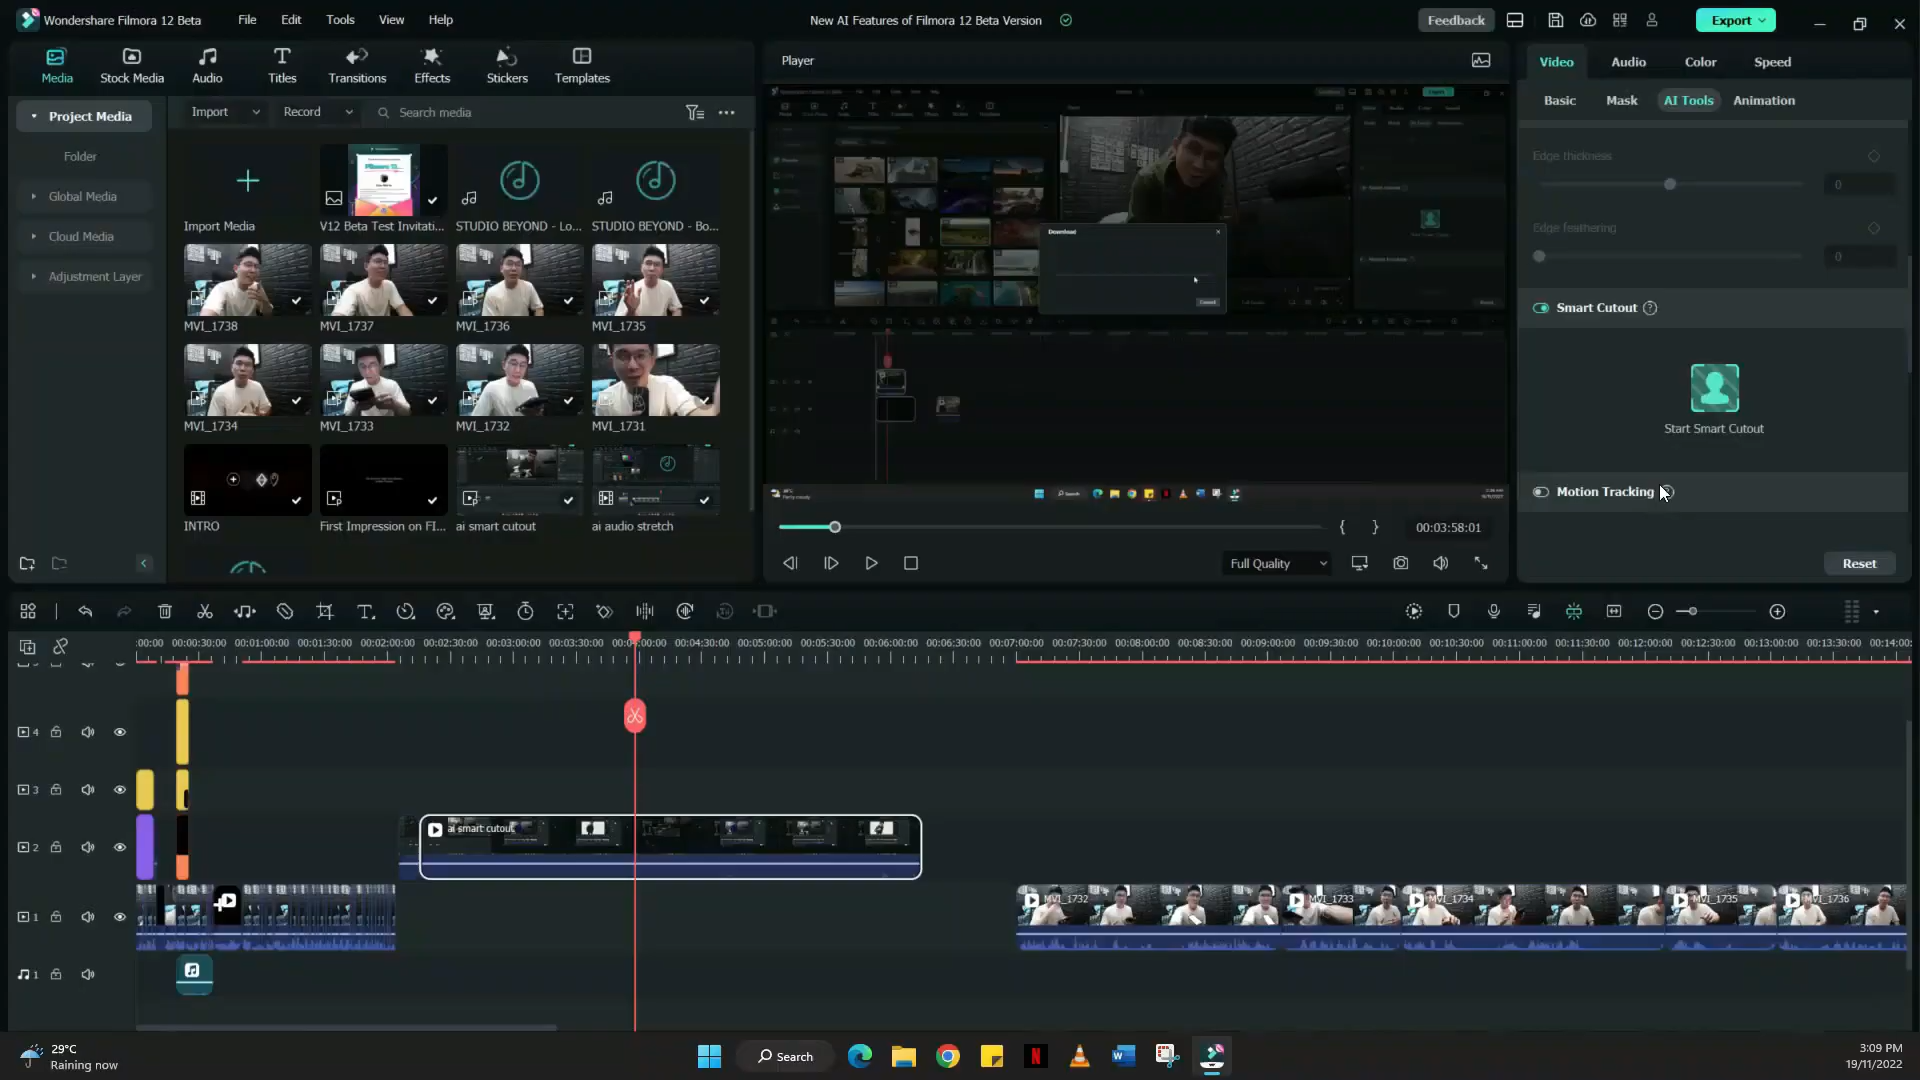 Wondershare Filmora 12 Beta
File Edit Tools View Help
New AI Features of Filmora 12 Beta Version
Feedback
Export
Media
Stock Media
Audio
Titles
Transitions
Effects
Stickers
Templates
Project Media
Folder
Global Media
Cloud Media
Adjustment Layer
Import
Record
Search media
Import Media
V12 Beta Test Invitati...
STUDIO BEYOND - Lo...
STUDIO BEYOND - Bo...
MVI_1738
MVI_1737
MVI_1736
MVI_1735
MVI_1734
MVI_1733
MVI_1732
MVI_1731
INTRO
First Impression on FI...
ai smart cutout
ai audio stretch
Player
Download
{ }
00:03:58:01
Full Quality
Video Audio Color Speed
Basic Mask AI Tools Animation
Edge thickness
0
Edge feathering
0
Smart Cutout
Start Smart Cutout
Motion Tracking
Reset
:00:00 00:00:30:00 00:01:00:00 00:01:30:00 00:02:00:00 00:02:30:00 00:03:00:00 00:03:30:00 00:04:00:00 00:04:30:00 00:05:00:00 00:05:30:00 00:06:00:00 00:06:30:00 00:07:00:00 00:07:30:00 00:08:00:00 00:08:30:00 00:09:00:00 00:09:30:00 00:10:00:00 00:10:30:00 00:11:00:00 00:11:30:00 00:12:00:00 00:12:30:00 00:13:00:00 00:13:30:00 00:14:00:
4
3
2
ai smart cutout
1
MVI_1732
MVI_1733
MVI_1734
MVI_1735
MVI_1736
1
29°C
Raining now
Search
3:09 PM
19/11/2022